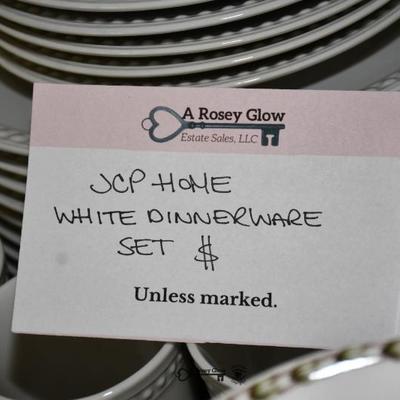 A Rosey Glow
Estate Sales, LLC
JCP HOME
WHITE DINNERWARE
SET $
Unless marked.